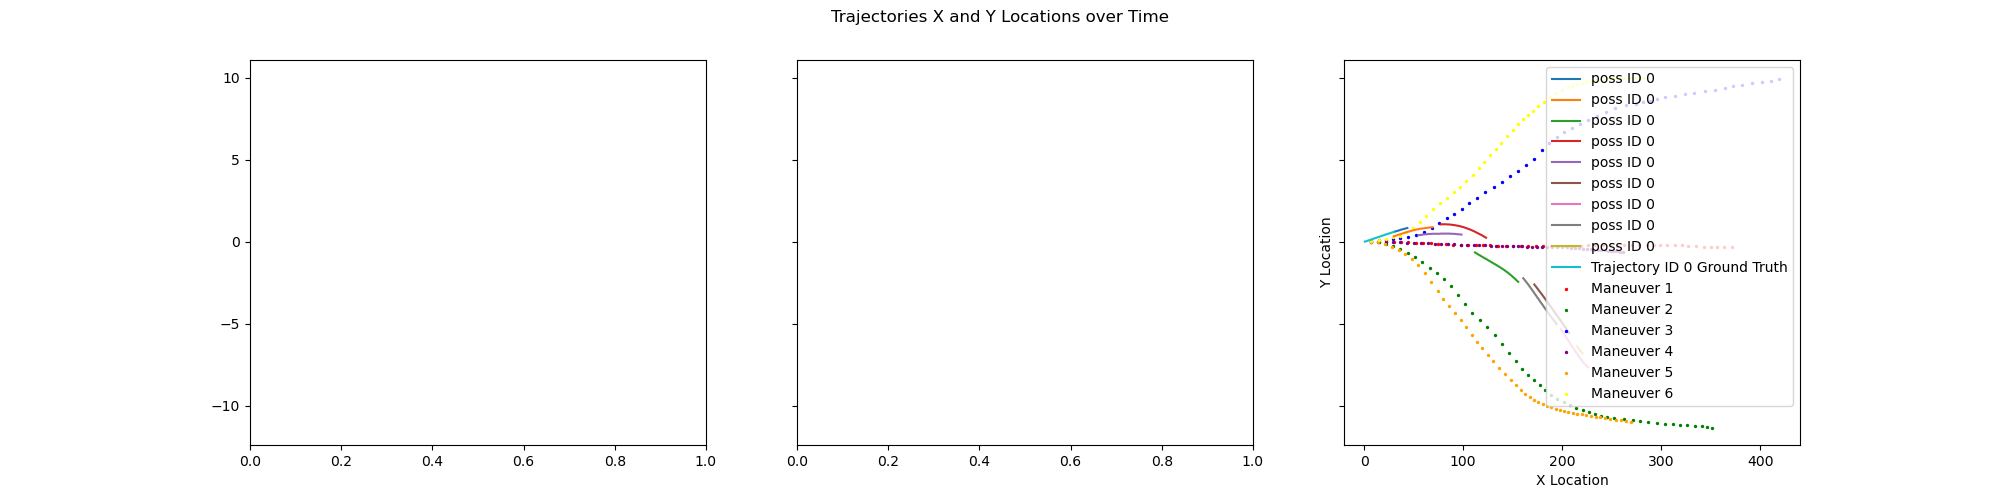 Trajectories X and Y Locations over Time
10
5
0
−5
−10
0.0 0.2 0.4 0.6 0.8 1.0
0.0 0.2 0.4 0.6 0.8 1.0
Y Location
poss ID 0
poss ID 0
poss ID 0
poss ID 0
poss ID 0
poss ID 0
poss ID 0
poss ID 0
poss ID 0
Trajectory ID 0 Ground Truth
Maneuver 1
Maneuver 2
Maneuver 3
Maneuver 4
Maneuver 5
Maneuver 6
0 100 200 300 400
X Location